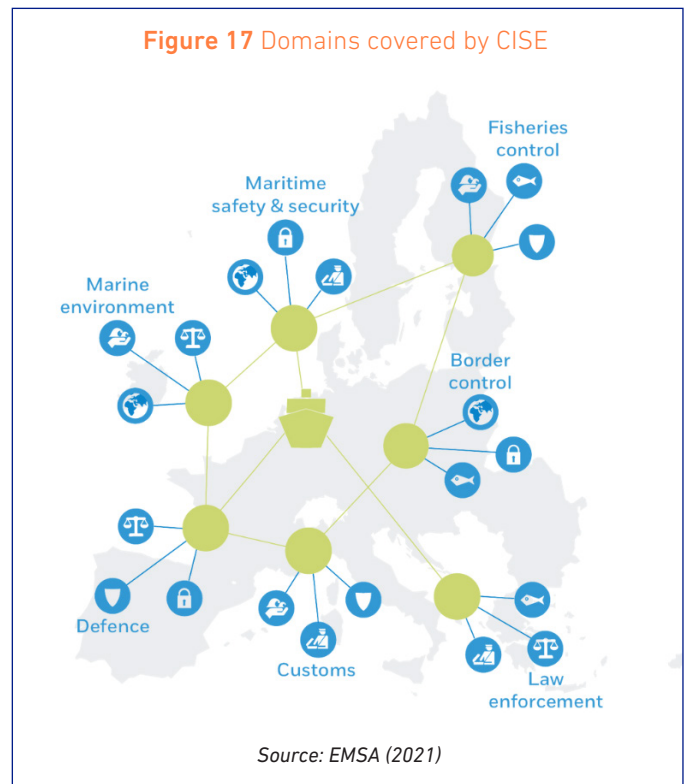 Figure 17 Domains covered by CISE
Fisheries
control
Maritime
safety & security
Marine
environment
Border
control
Defence
Customs
Law
enforcement
Source: EMSA (2021)